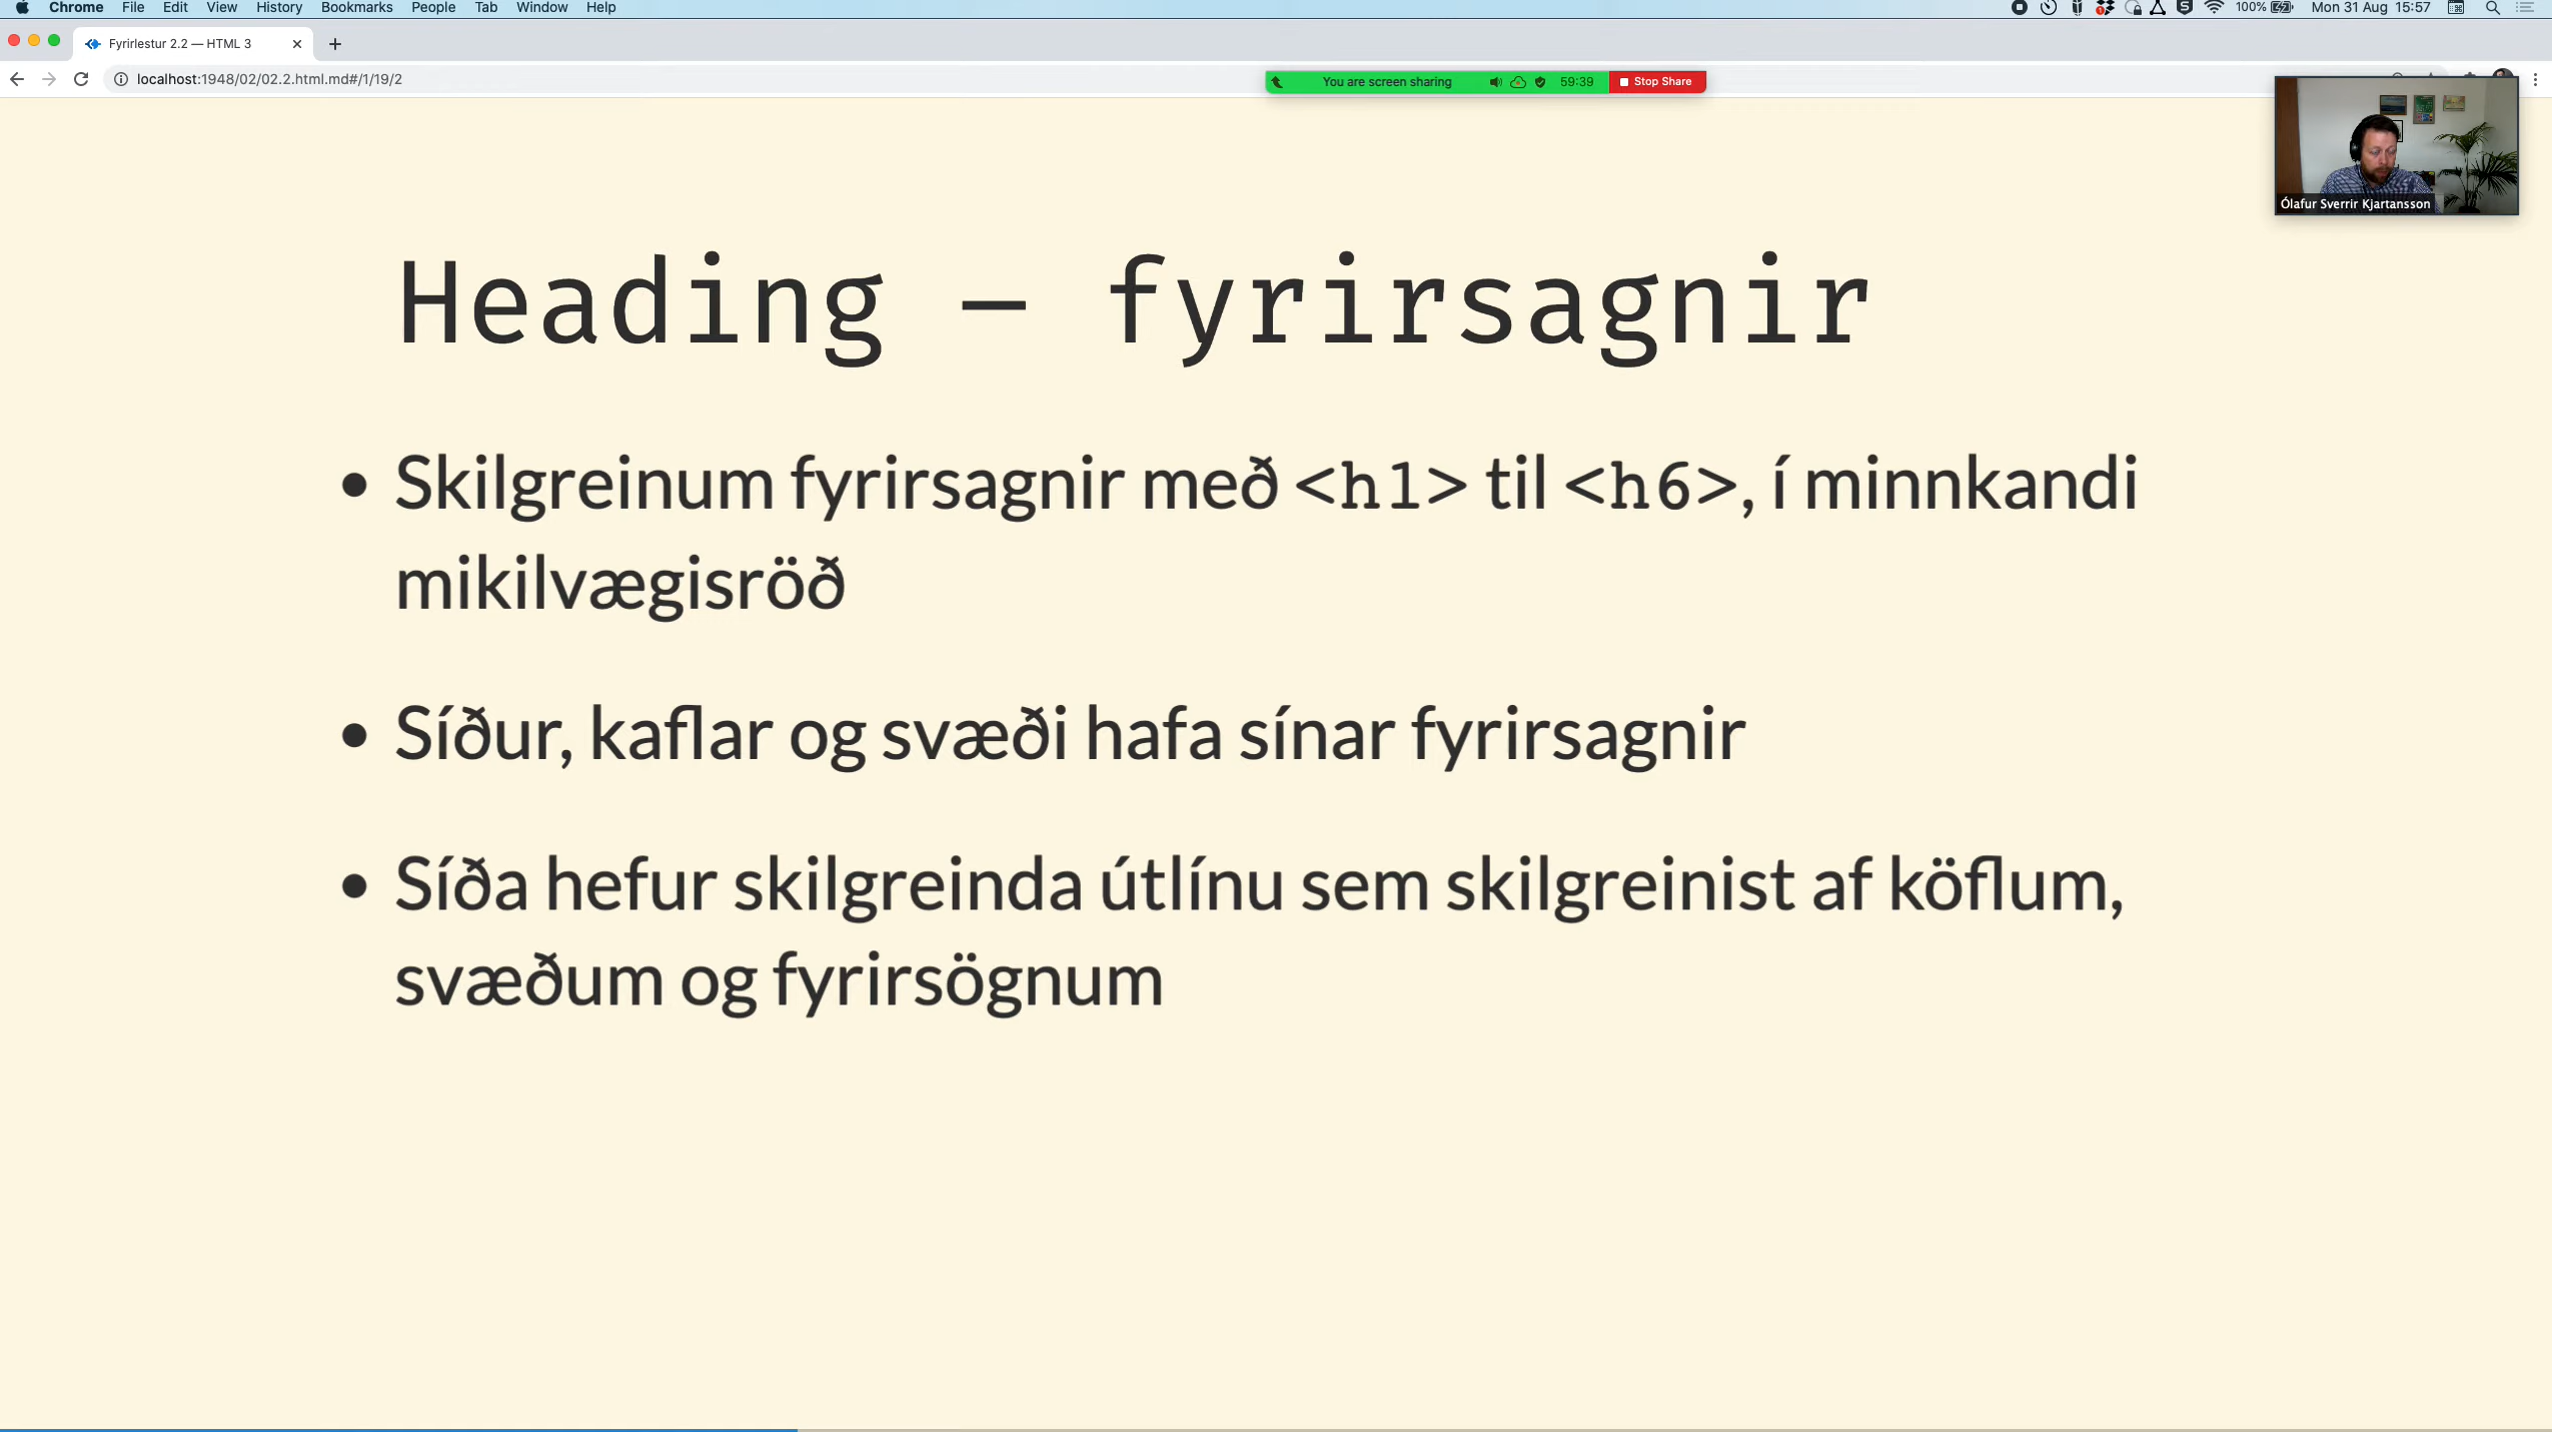 Chrome File Edit View History Bookmarks People Tab Window Help
100% Mon 31 Aug 15:57
Fyrirlestur 2.2 — HTML 3
localhost:1948/02/02.2.html.md#/1/19/2
You are screen sharing 59:39 Stop Share
Ólafur Sverrir Kjartansson
Heading — fyrirsagnir
• Skilgreinum fyrirsagnir með <h1> til <h6>, í minnkandi
mikilvægisröð
• Síður, kaflar og svæði hafa sínar fyrirsagnir
• Síða hefur skilgreinda útlínu sem skilgreinist af köflum,
svæðum og fyrirsögnum